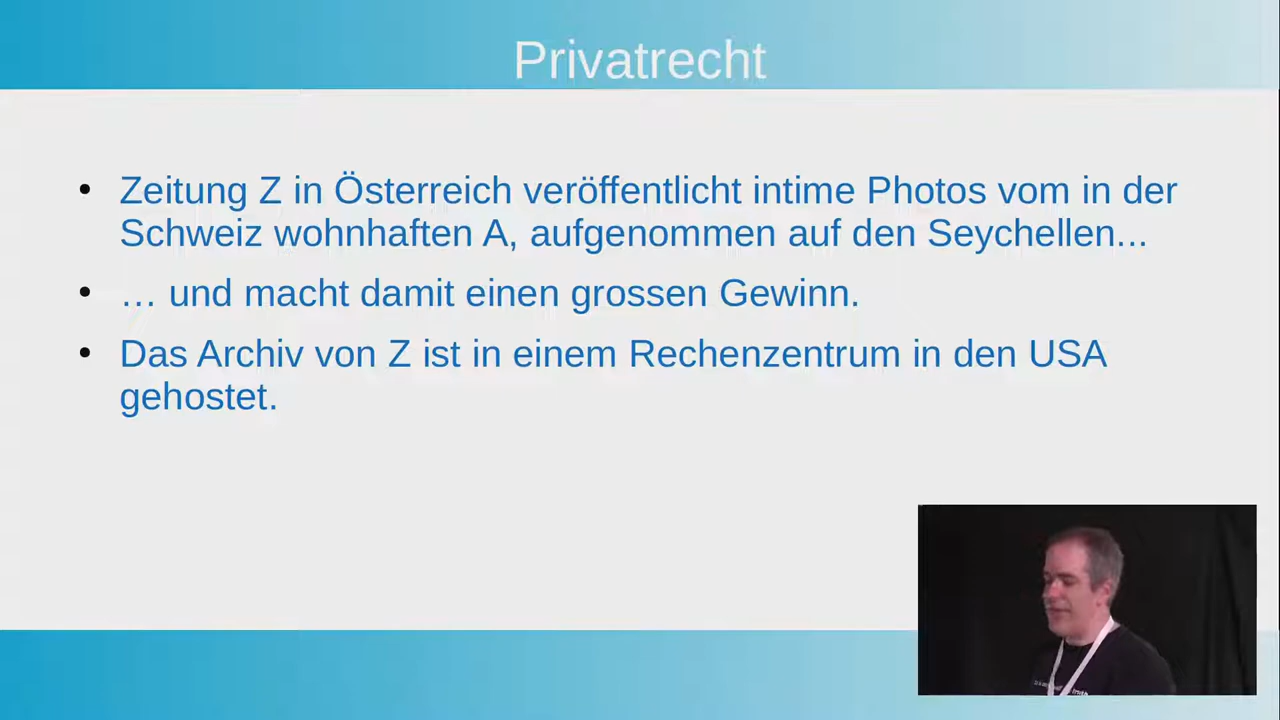 Privatrecht
• Zeitung Z in Österreich veröffentlicht intime Photos vom in der
Schweiz wohnhaften A, aufgenommen auf den Seychellen...
• … und macht damit einen grossen Gewinn.
• Das Archiv von Z ist in einem Rechenzentrum in den USA
gehostet.
truth